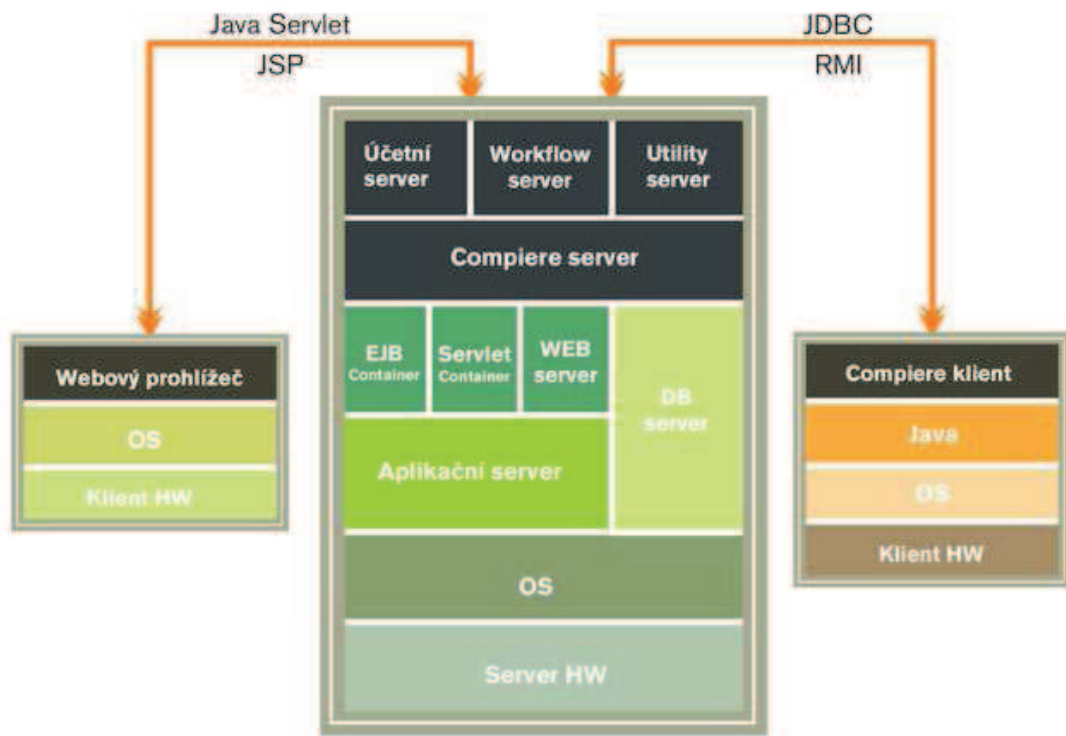 Java Servlet
JSP
JDBC
RMI
Účetní
server
Workflow
server
Utility
server
Compiere server
EJB
Container
Servlet
Container
WEB
server
DB
server
Aplikační server
OS
Server HW
Webový prohlížeč
OS
Klient HW
Compiere klient
Java
OS
Klient HW